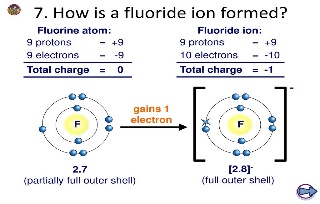 7. How is a fluoride ion formed?
Fluorine atom:
9 protons = +9
9 electrons = -9
Total charge = 0
Fluoride ion:
9 protons = +9
10 electrons = -10
Total charge = -1
F
gains 1
electron
F
-
2.7
(partially full outer shell)
[2.8]-
(full outer shell)